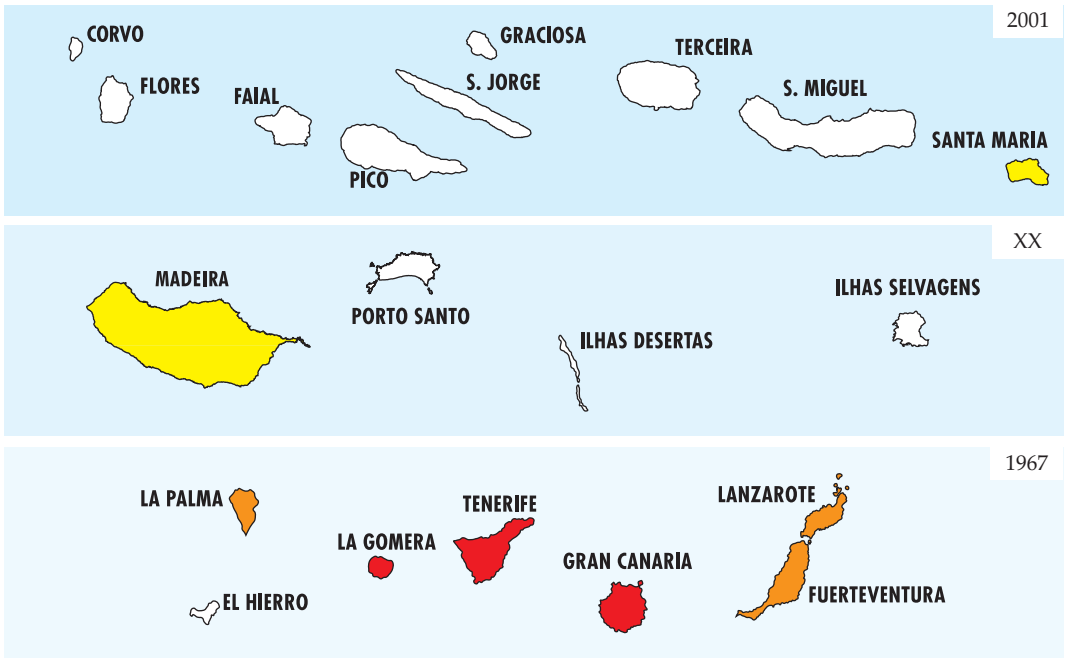 2001
CORVO
GRACIOSA
TERCEIRA
FLORES
S. JORGE
S. MIGUEL
FAIAL
SANTA MARIA
PICO
XX
MADEIRA
ILHAS SELVAGENS
PORTO SANTO
ILHAS DESERTAS
1967
LA PALMA
TENERIFE
LANZAROTE
LA GOMERA
GRAN CANARIA
EL HIERRO
FUERTEVENTURA